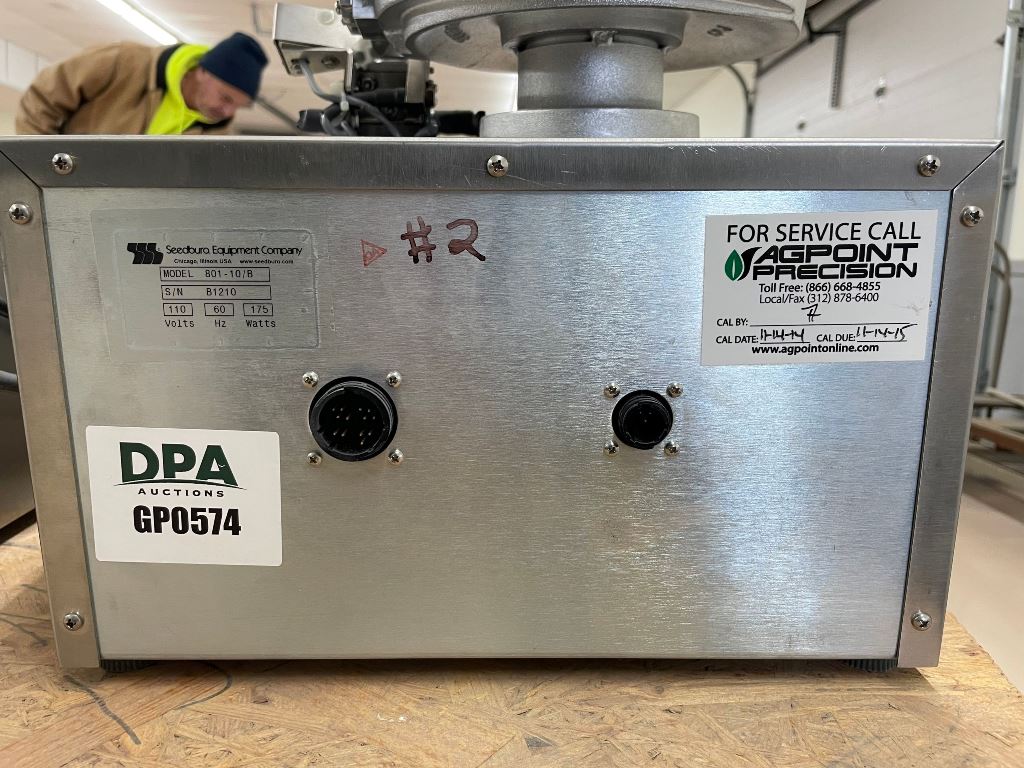 Seedburo Equipment Company
Chicago, Illinois USA www.seedburo.com
MODEL 801-10/B
S/N B1210
110 60 175
Volts Hz Watts
#2
FOR SERVICE CALL
AGPOINT
PRECISION
Toll Free: (866) 668-4855
Local/Fax (312) 878-6400
CAL BY:
CAL DATE: 11-14-14 CAL DUE: 11-14-15
www.agpointonline.com
DPA
AUCTIONS
GP0574